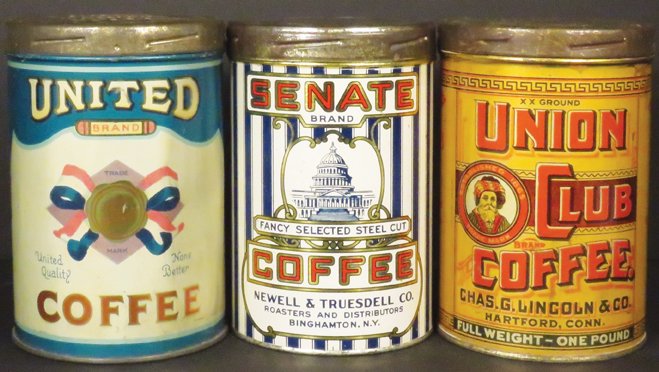 UNITED
BRAND
TRADE
MARK
United Quality
None Better
COFFEE
SENATE
BRAND
FANCY SELECTED STEEL CUT
COFFEE
NEWELL & TRUESDELL CO.
ROASTERS AND DISTRIBUTORS
BINGHAMTON, N.Y.
XX GROUND
UNION
CLUB
BRAND
COFFEE.
CHAS. G. LINCOLN & CO.
HARTFORD, CONN.
FULL WEIGHT - ONE POUND